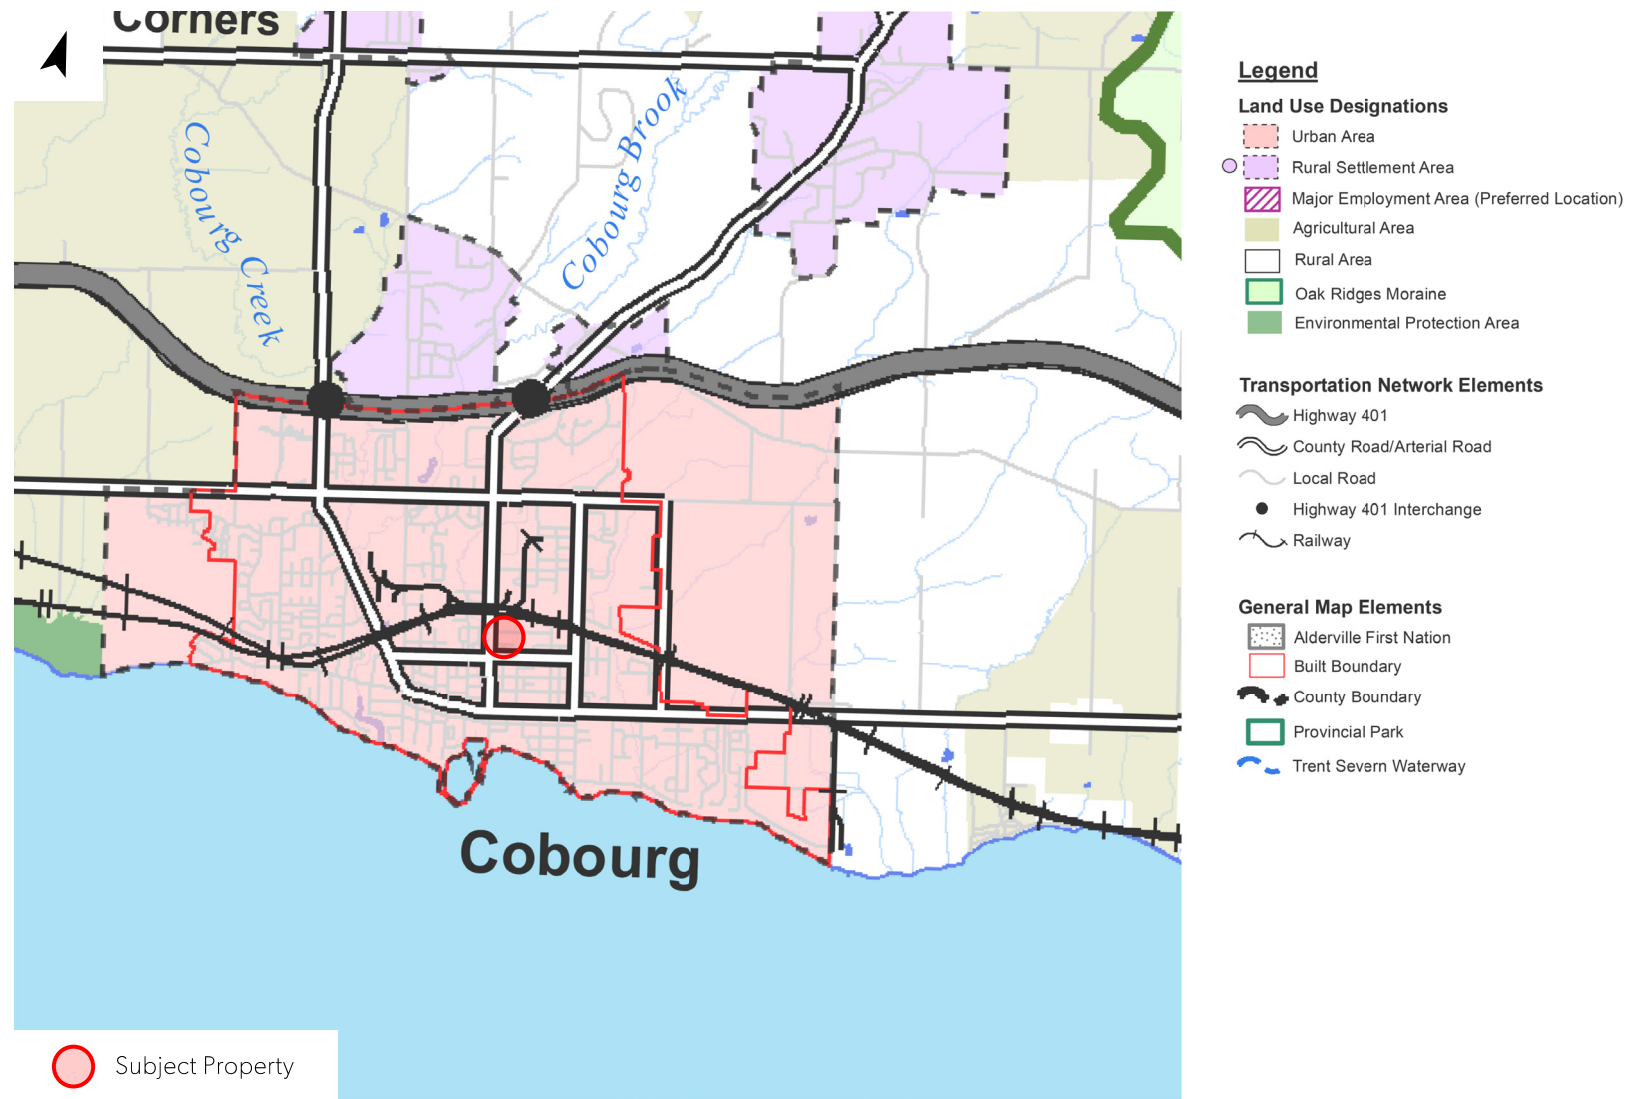 Corners
Cobourg Creek
Cobourg Brook
Cobourg
Subject Property
Legend
Land Use Designations
Urban Area
Rural Settlement Area
Major Employment Area (Preferred Location)
Agricultural Area
Rural Area
Oak Ridges Moraine
Environmental Protection Area
Transportation Network Elements
Highway 401
County Road/Arterial Road
Local Road
Highway 401 Interchange
Railway
General Map Elements
Alderville First Nation
Built Boundary
County Boundary
Provincial Park
Trent Severn Waterway